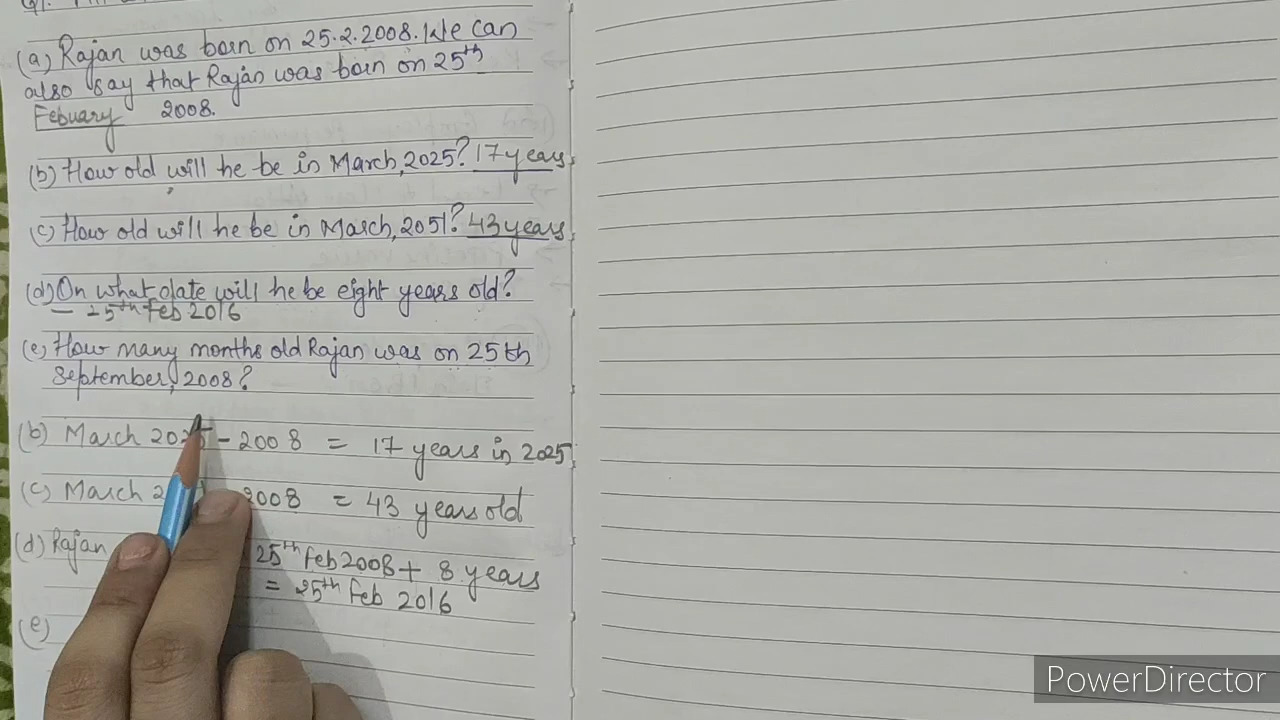 (a) Rajan was born on 25.2.2008. We can
also say that Rajan was born on 25th
Febuary 2008.
(b) How old will he be in March, 2025? 17 years
(c) How old will he be in March, 2051? 43 years
(d) On what date will he be eight years old?
- 25th Feb 2016
(e) How many months old Rajan was on 25th
September, 2008?
(b) March 2025 - 2008 = 17 years in 2025
(c) March 2008 = 43 years old
(d) Rajan 25th Feb 2008 + 8 years
= 25th Feb 2016
(e)
PowerDirector